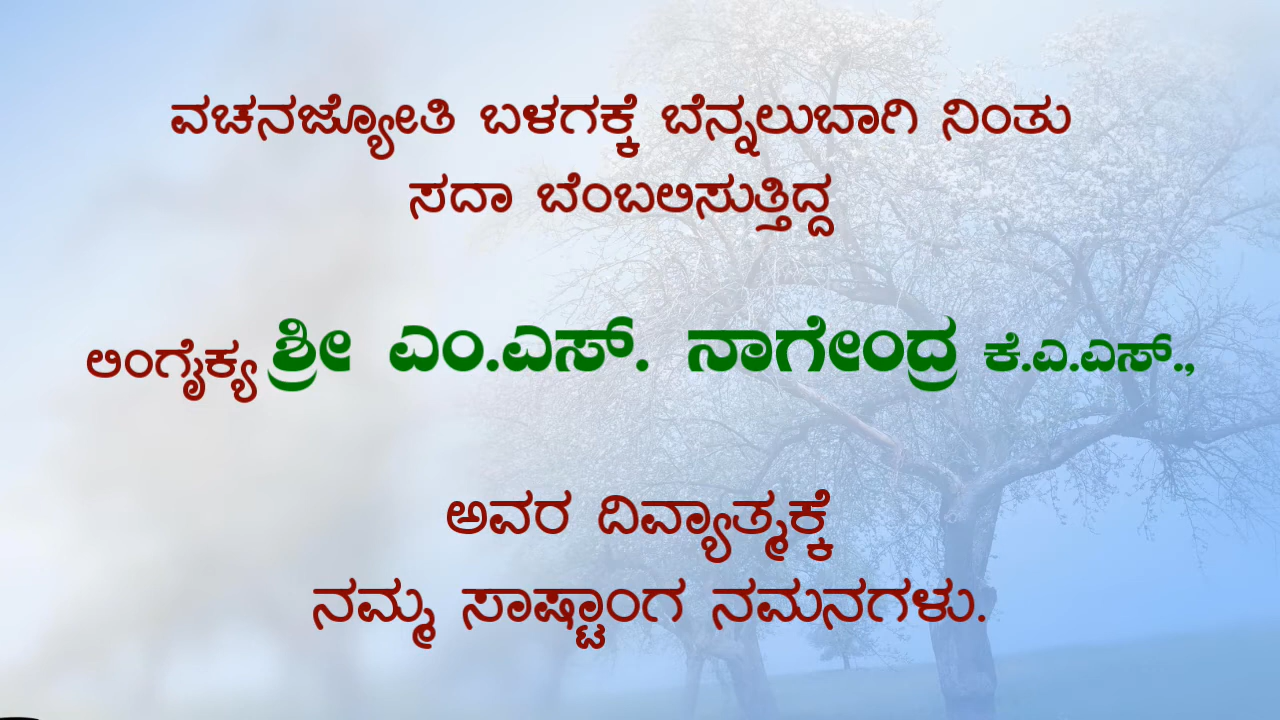 ವಚನಜ್ಯೋತಿ ಬಳಗಕ್ಕೆ ಬೆನ್ನಲುಬಾಗಿ ನಿಂತು
ಸದಾ ಬೆಂಬಲಿಸುತ್ತಿದ್ದ
ಲಿಂಗೈಕ್ಯ ಶ್ರೀ ಎಂ.ಎಸ್. ನಾಗೇಂದ್ರ ಕೆ.ಎ.ಎಸ್.,
ಅವರ ದಿವ್ಯಾತ್ಮಕ್ಕೆ
ನಮ್ಮ ಸಾಷ್ಟಾಂಗ ನಮನಗಳು.